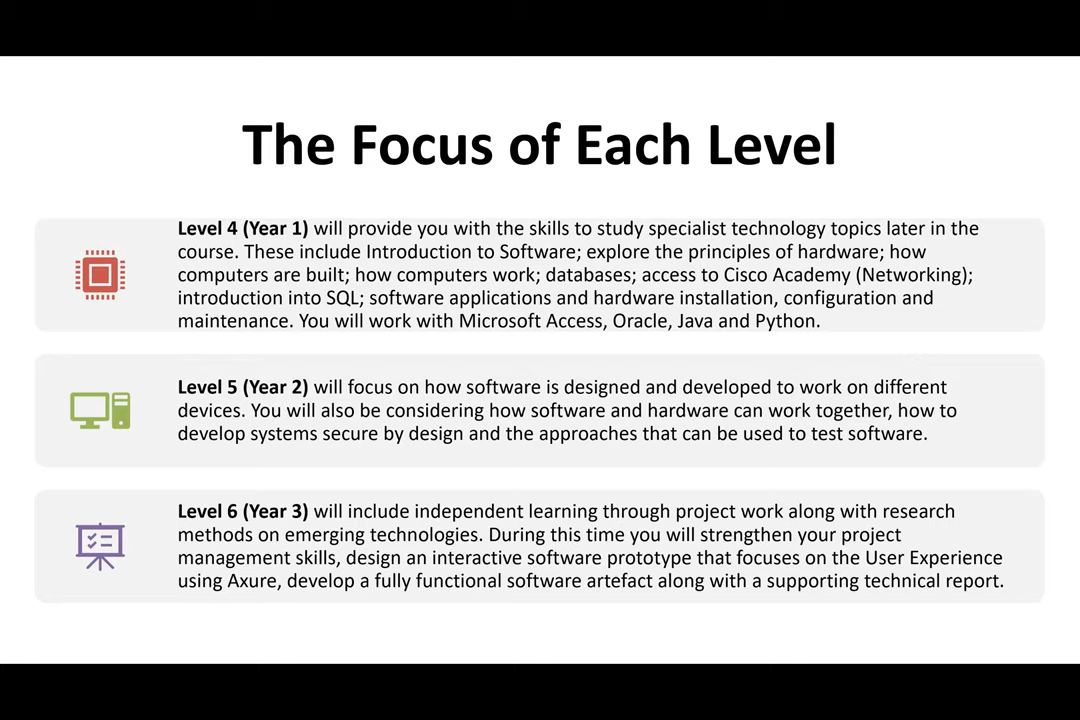 The Focus of Each Level
Level 4 (Year 1) will provide you with the skills to study specialist technology topics later in the
course. These include Introduction to Software; explore the principles of hardware; how
computers are built; how computers work; databases; access to Cisco Academy (Networking);
introduction into SQL; software applications and hardware installation, configuration and
maintenance. You will work with Microsoft Access, Oracle, Java and Python.
Level 5 (Year 2) will focus on how software is designed and developed to work on different
devices. You will also be considering how software and hardware can work together, how to
develop systems secure by design and the approaches that can be used to test software.
Level 6 (Year 3) will include independent learning through project work along with research
methods on emerging technologies. During this time you will strengthen your project
management skills, design an interactive software prototype that focuses on the User Experience
using Axure, develop a fully functional software artefact along with a supporting technical report.